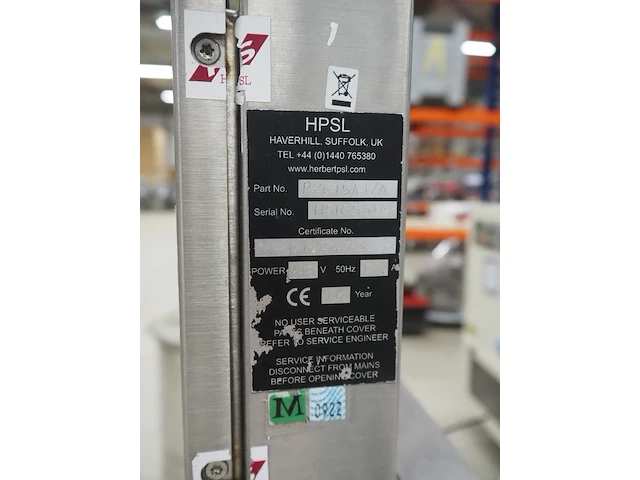 HPSL
HPSL
HAVERHILL, SUFFOLK, UK
TEL +44 (0)1440 765380
www.herbertpsl.com
Part No.
Serial No.
Certificate No.
POWER V 50Hz A
CE Year
NO USER SERVICEABLE
PARTS BENEATH COVER
REFER TO SERVICE ENGINEER
SERVICE INFORMATION
DISCONNECT FROM MAINS
BEFORE OPENING COVER
M 0922